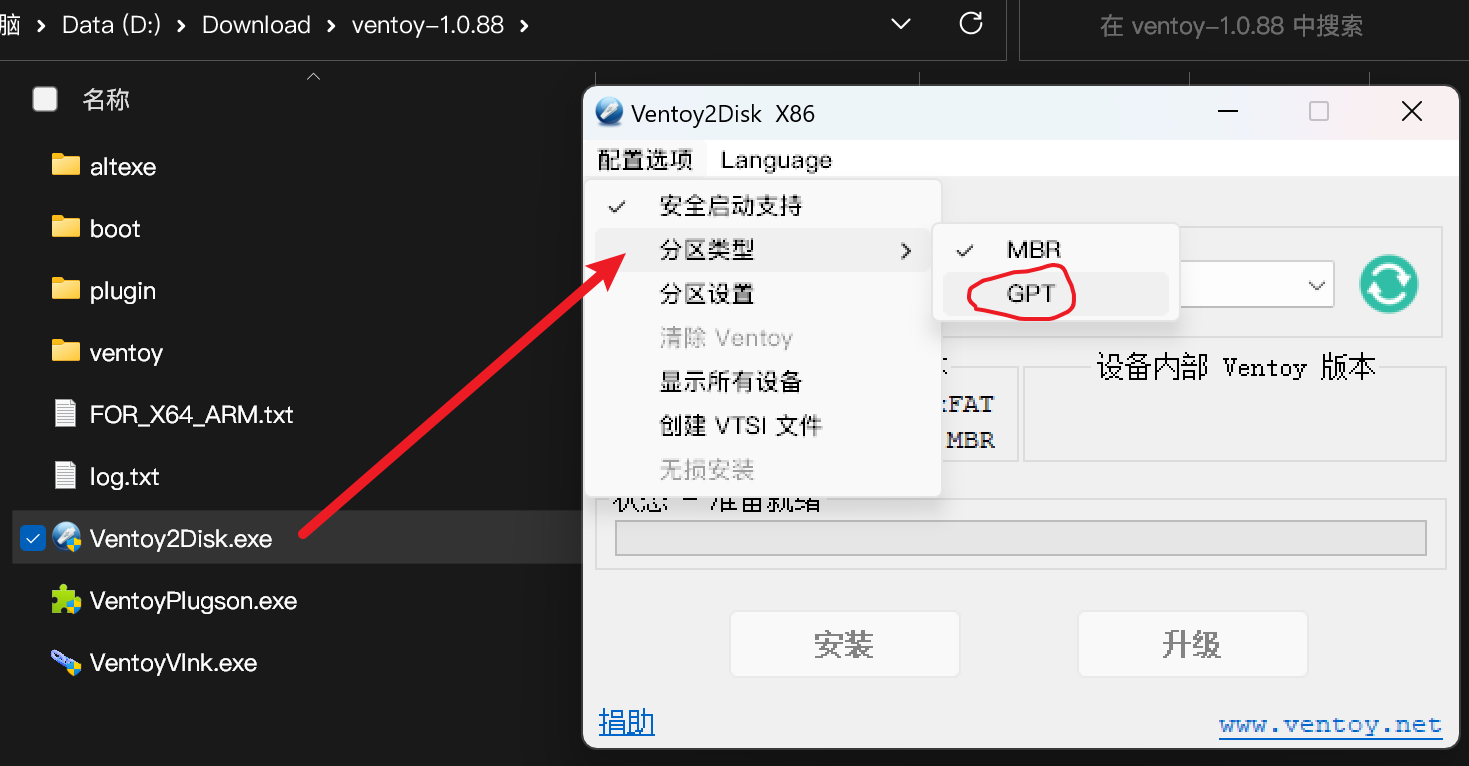 脑 › Data (D:) › Download › ventoy-1.0.88 ›
在 ventoy-1.0.88 中搜索
名称
altexe
boot
plugin
ventoy
FOR_X64_ARM.txt
log.txt
Ventoy2Disk.exe
VentoyPlugson.exe
VentoyVlnk.exe
Ventoy2Disk X86
配置选项 Language
安全启动支持
分区类型
分区设置
清除 Ventoy
显示所有设备
创建 VTSI 文件
无损安装
MBR
GPT
设备内部 Ventoy 版本
FAT
MBR
状态 - 准备就绪
安装 升级
捐助 www.ventoy.net